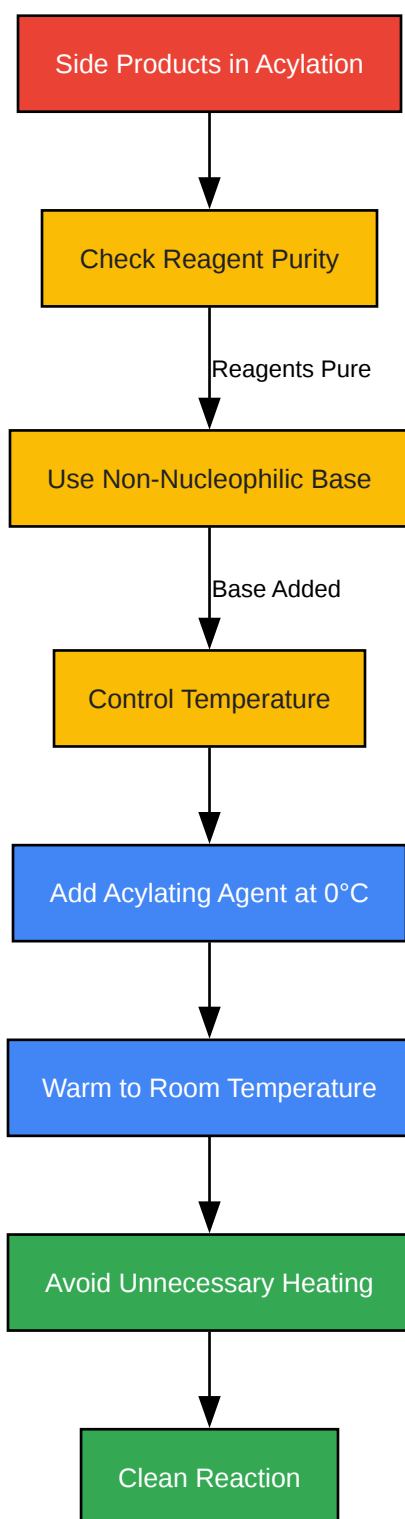 Side Products in Acylation
Check Reagent Purity
Reagents Pure
Use Non-Nucleophilic Base
Base Added
Control Temperature
Add Acylating Agent at 0°C
Warm to Room Temperature
Avoid Unnecessary Heating
Clean Reaction